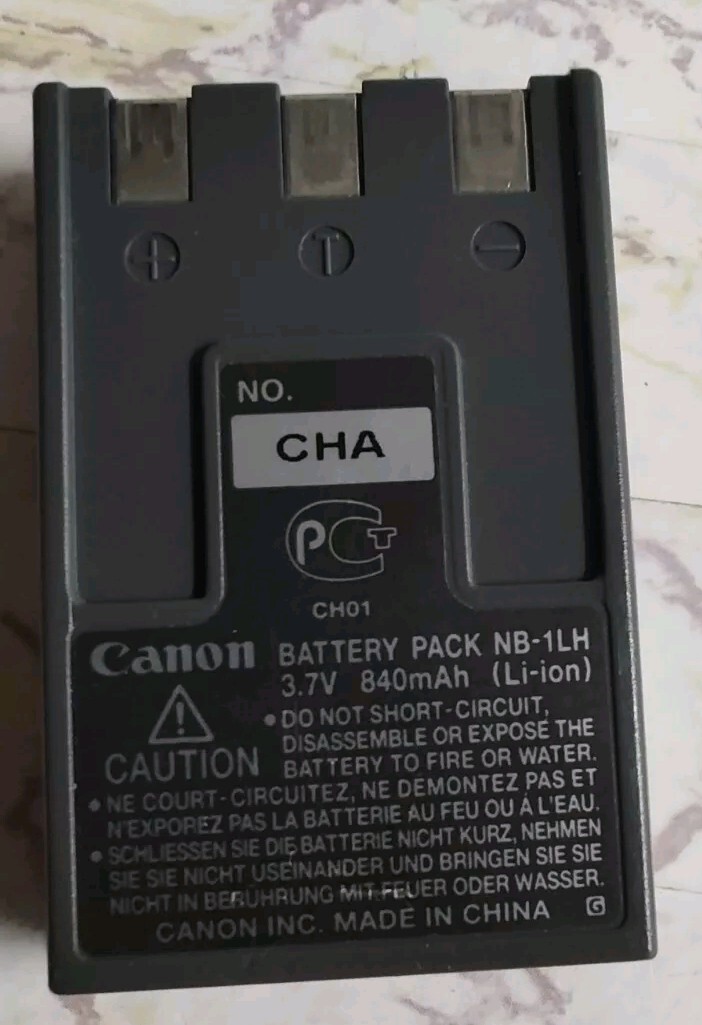 + T −
NO.
CHA
PCT
CH01
Canon BATTERY PACK NB-1LH
3.7V 840mAh (Li-ion)
CAUTION
•DO NOT SHORT-CIRCUIT,
DISASSEMBLE OR EXPOSE THE
BATTERY TO FIRE OR WATER.
•NE COURT-CIRCUITEZ, NE DEMONTEZ PAS ET
N'EXPOREZ PAS LA BATTERIE AU FEU OU À L'EAU.
•SCHLIESSEN SIE DIE BATTERIE NICHT KURZ, NEHMEN
SIE SIE NICHT USEINANDER UND BRINGEN SIE SIE
NICHT IN BERÜHRUNG MIT FEUER ODER WASSER.
CANON INC. MADE IN CHINA G